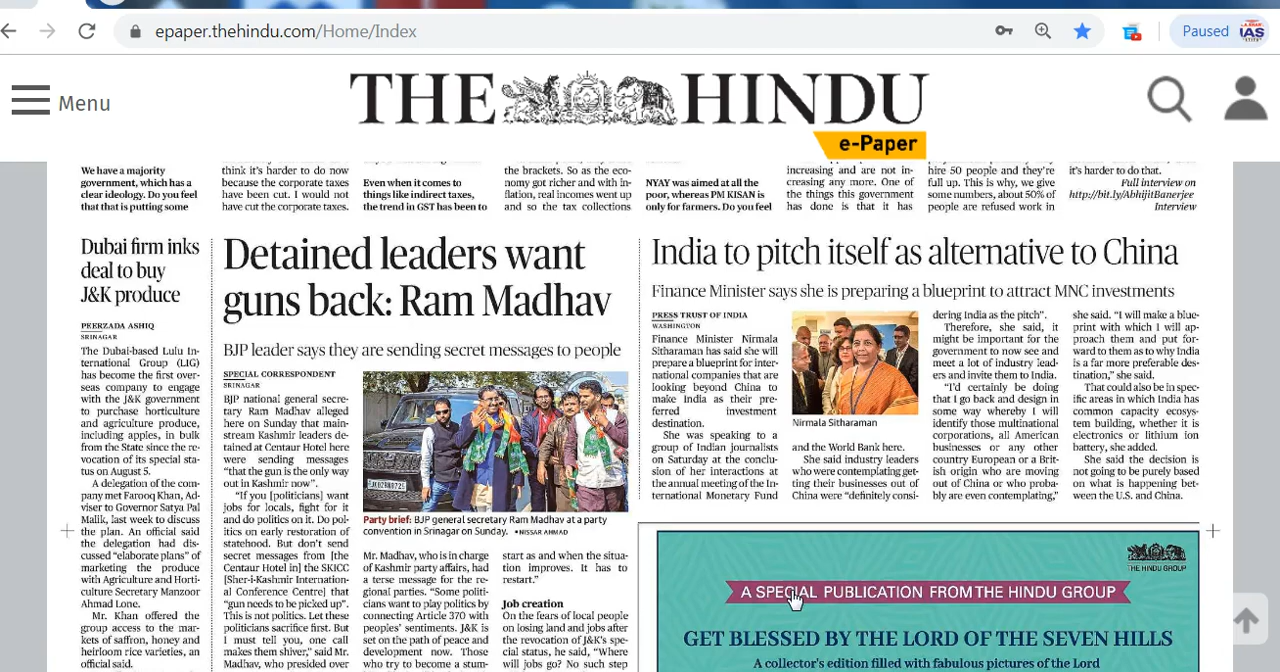 epaper.thehindu.com/Home/Index
Paused
IAS
Menu
THE HINDU
e-Paper
We have a majority
government, which has a
clear ideology. Do you feel
that that is putting some
think it's harder to do now
because the corporate taxes
have been cut. I would not
have cut the corporate taxes.
Even when it comes to
things like indirect taxes,
the trend in GST has been to
the brackets. So as the eco-
nomy got richer and with in-
flation, real incomes went up
and so the tax collections
NYAY was aimed at all the
poor, whereas PM KISAN is
only for farmers. Do you feel
increasing and are not in-
creasing any more. One of
the things this government
has done is that it has
hire 50 people and they're
full up. This is why, we give
some numbers, about 50% of
people are refused work in
it's harder to do that.
Full interview on
http://bit.ly/AbhijitBanerjee
Interview
Dubai firm inks
deal to buy
J&K produce
PEERZADA ASHIQ
SRINAGAR
The Dubai-based Lulu In-
ternational Group (LIG)
has become the first over-
seas company to engage
with the J&K government
to purchase horticulture
and agriculture produce,
including apples, in bulk
from the State since the re-
vocation of its special sta-
tus on August 5.
A delegation of the com-
pany met Farooq Khan, Ad-
viser to Governor Satya Pal
Malik, last week to discuss
the plan. An official said
the delegation had dis-
cussed "elaborate plans" of
marketing the produce
with Agriculture and Horti-
culture Secretary Manzoor
Ahmad Lone.
Mr. Khan offered the
group access to the mar-
kets of saffron, honey and
heirloom rice varieties, an
official said.
Detained leaders want
guns back: Ram Madhav
BJP leader says they are sending secret messages to people
SPECIAL CORRESPONDENT
SRINAGAR
BJP national general secre-
tary Ram Madhav alleged
here on Sunday that main-
stream Kashmir leaders de-
tained at Centaur Hotel here
were sending messages
"that the gun is the only way
out in Kashmir now".
"If you [politicians] want
jobs for locals, fight for it
and do politics on it. Do pol-
itics on early restoration of
statehood. But don't send
secret messages from [the
Centaur Hotel in] the SKICC
[Sher-i-Kashmir Internation-
al Conference Centre] that
"gun needs to be picked up".
This is not politics. Let these
politicians sacrifice first. But
I must tell you, one call
makes them shiver," said Mr.
Madhav, who presided over
Party brief: BJP general secretary Ram Madhav at a party
convention in Srinagar on Sunday. •NISSAR AHMAD
Mr. Madhav, who is in charge
of Kashmir party affairs, had
a terse message for the re-
gional parties. "Some politi-
cians want to play politics by
connecting Article 370 with
peoples' sentiments. J&K is
set on the path of peace and
development now. Those
who try to become a stum-
start as and when the situa-
tion improves. It has to
restart."
Job creation
On the fears of local people
on losing land and jobs after
the revocation of J&K's spe-
cial status, he said, "Where
will jobs go? No such step
India to pitch itself as alternative to China
Finance Minister says she is preparing a blueprint to attract MNC investments
PRESS TRUST OF INDIA
WASHINGTON
Finance Minister Nirmala
Sitharaman has said she will
prepare a blueprint for inter-
national companies that are
looking beyond China to
make India as their pre-
ferred investment
destination.
She was speaking to a
group of Indian journalists
on Saturday at the conclu-
sion of her interactions at
the annual meeting of the In-
ternational Monetary Fund
Nirmala Sitharaman
and the World Bank here.
She said industry leaders
who were contemplating get-
ting their businesses out of
China were "definitely consi-
dering India as the pitch".
Therefore, she said, it
might be important for the
government to now see and
meet a lot of industry lead-
ers and invite them to India.
"I'd certainly be doing
that I go back and design in
some way whereby I will
identify those multinational
corporations, all American
businesses or any other
country European or a Brit-
ish origin who are moving
out of China or who proba-
bly are even contemplating,"
she said. "I will make a blue-
print with which I will ap-
proach them and put for-
ward to them as to why India
is a far more preferable des-
tination," she said.
That could also be in spec-
ific areas in which India has
common capacity ecosys-
tem building, whether it is
electronics or lithium ion
battery, she added.
She said the decision is
not going to be purely based
on what is happening bet-
ween the U.S. and China.
THE HINDU GROUP
A SPECIAL PUBLICATION FROM THE HINDU GROUP
GET BLESSED BY THE LORD OF THE SEVEN HILLS
A collector's edition filled with fabulous pictures of the Lord